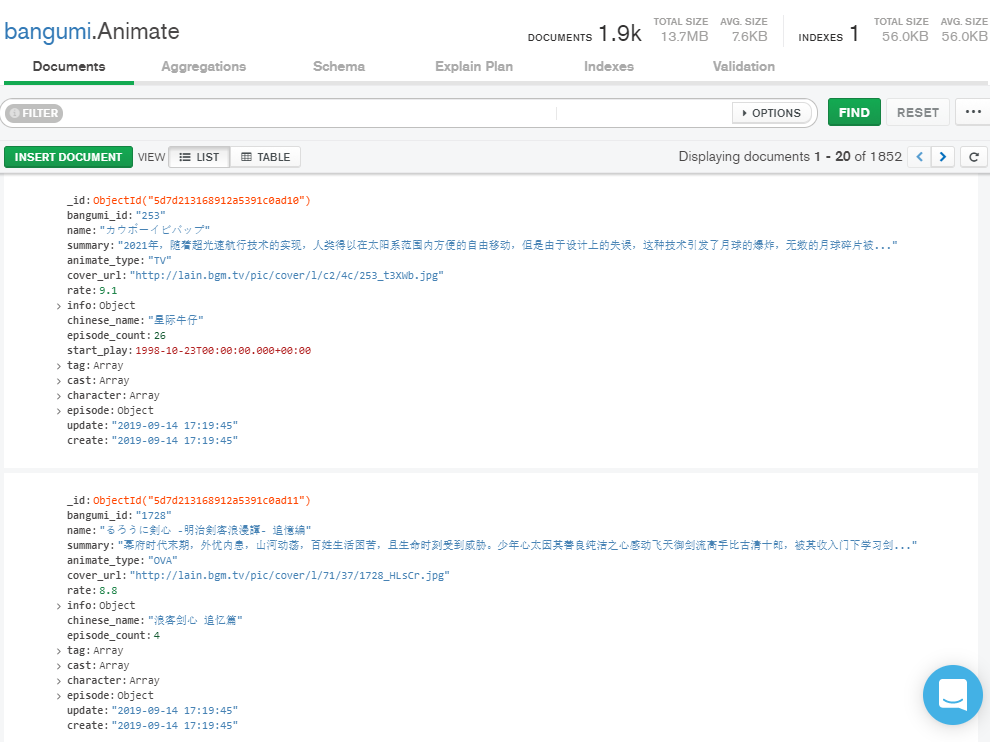 bangumi.Animate
DOCUMENTS 1.9k TOTAL SIZE 13.7MB AVG. SIZE 7.6KB INDEXES 1 TOTAL SIZE 56.0KB AVG. SIZE 56.0KB
Documents Aggregations Schema Explain Plan Indexes Validation
FILTER OPTIONS FIND RESET ...
INSERT DOCUMENT VIEW LIST TABLE Displaying documents 1 - 20 of 1852
_id:ObjectId("5d7d213168912a5391c0ad10")
bangumi_id:"253"
name:"カウボーイビバップ"
summary:"2021年，随着超光速航行技术的实现，人类得以在太阳系范围内方便的自由移动，但是由于设计上的失误，这种技术引发了月球的爆炸，无数的月球碎片被..."
animate_type:"TV"
cover_url:"http://lain.bgm.tv/pic/cover/l/c2/4c/253_t3XWb.jpg"
rate:9.1
info:Object
chinese_name:"星际牛仔"
episode_count:26
start_play:1998-10-23T00:00:00.000+00:00
tag:Array
cast:Array
character:Array
episode:Object
update:"2019-09-14 17:19:45"
create:"2019-09-14 17:19:45"
_id:ObjectId("5d7d213168912a5391c0ad11")
bangumi_id:"1728"
name:"るろうに剣心 -明治剣客浪漫譚- 追憶編"
summary:"幕府时代末期，外忧内患，山河动荡，百姓生活困苦，且生命时刻受到威胁。少年心太因其善良纯洁之心感动飞天御剑流高手比古清十郎，被其收入门下学习剑..."
animate_type:"OVA"
cover_url:"http://lain.bgm.tv/pic/cover/l/71/37/1728_HLsCr.jpg"
rate:8.8
info:Object
chinese_name:"浪客剑心 追忆篇"
episode_count:4
tag:Array
cast:Array
character:Array
episode:Object
update:"2019-09-14 17:19:45"
create:"2019-09-14 17:19:45"